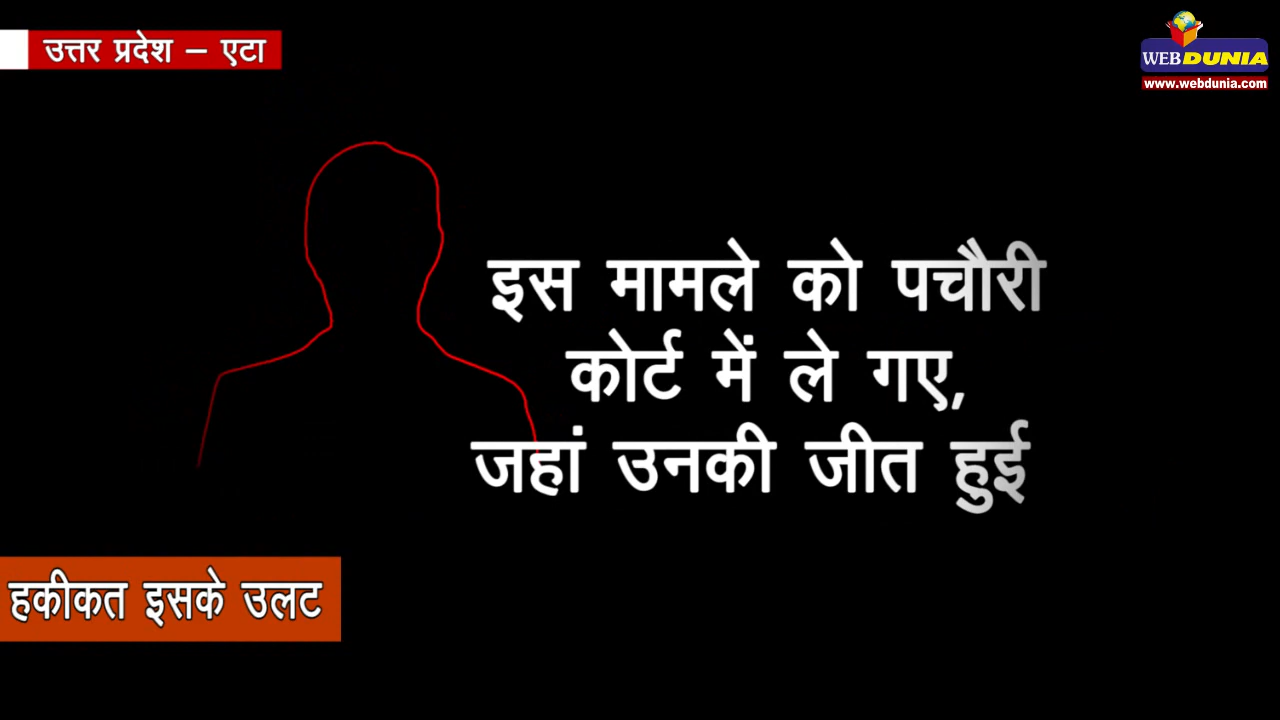 उत्तर प्रदेश – एटा
WEBDUNIA
www.webdunia.com
इस मामले को पचौरी
कोर्ट में ले गए,
जहां उनकी जीत हुई
हकीकत इसके उलट